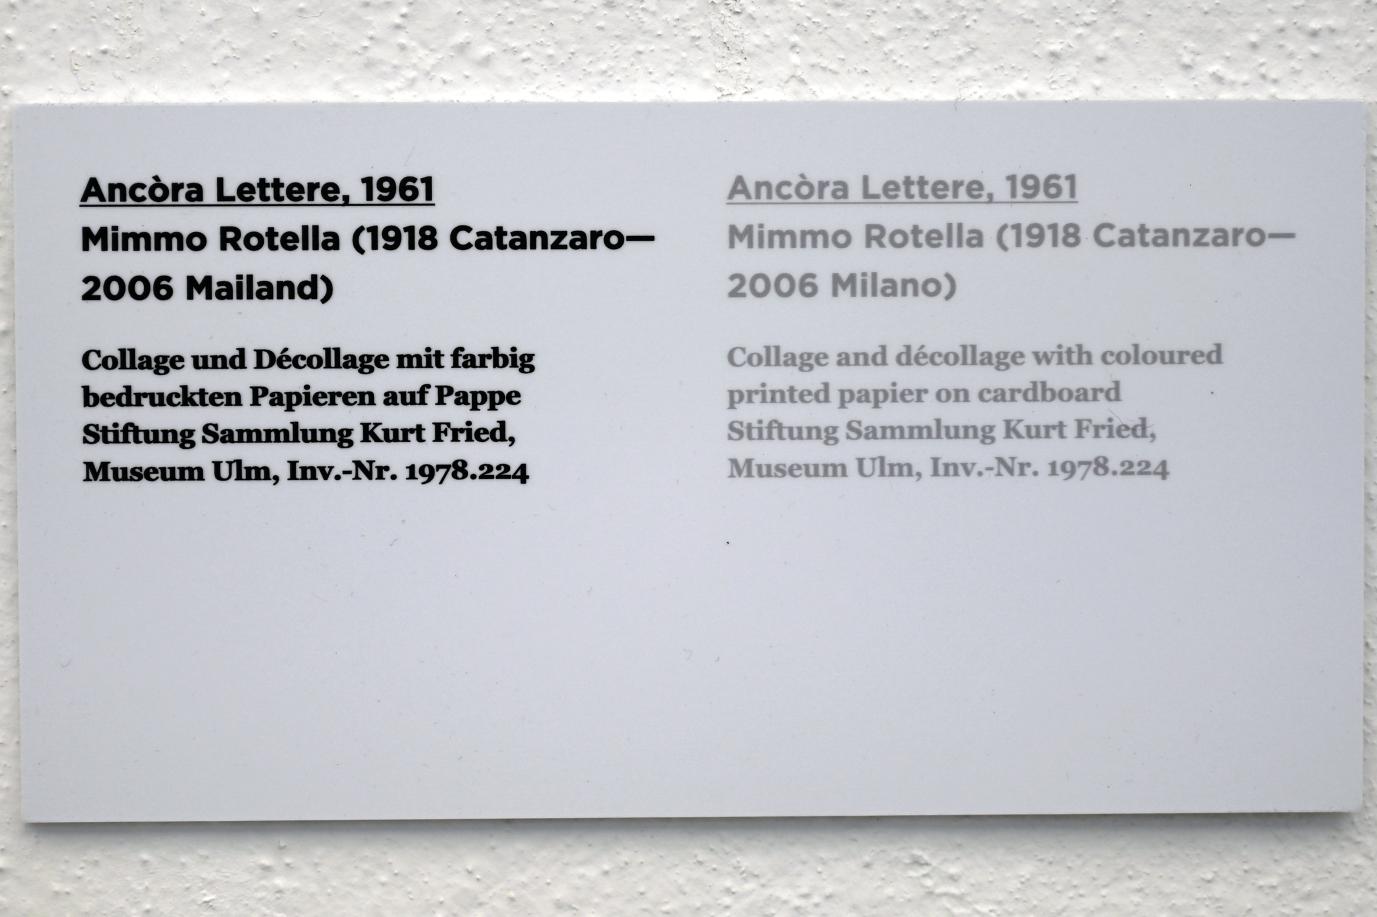 Ancòra Lettere, 1961
Mimmo Rotella (1918 Catanzaro—
2006 Mailand)
Collage und Décollage mit farbig
bedruckten Papieren auf Pappe
Stiftung Sammlung Kurt Fried,
Museum Ulm, Inv.-Nr. 1978.224
Ancòra Lettere, 1961
Mimmo Rotella (1918 Catanzaro—
2006 Milano)
Collage and décollage with coloured
printed papier on cardboard
Stiftung Sammlung Kurt Fried,
Museum Ulm, Inv.-Nr. 1978.224